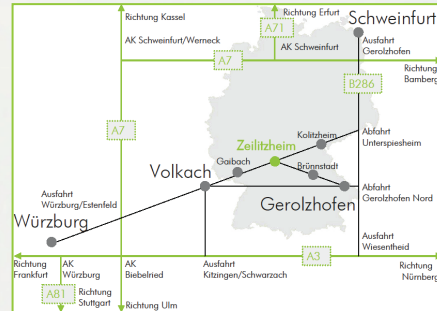 Richtung Kassel
A71
Richtung Erfurt
Schweinfurt
AK Schweinfurt/Werneck
AK Schweinfurt
Ausfahrt
Gerolzhofen
A7
Richtung
Bamberg
B286
A7
Kolitzheim
Zeilitzheim
Abfahrt
Unterspiesheim
Gaibach
Brünnstadt
Volkach
Ausfahrt
Würzburg/Estenfeld
Gerolzhofen
Abfahrt
Gerolzhofen Nord
Würzburg
Ausfahrt
Wiesentheid
A3
Richtung
Frankfurt
AK
Würzburg
AK
Biebelried
Ausfahrt
Kitzingen/Schwarzach
Richtung
Nürnberg
A81
Richtung
Stuttgart
Richtung Ulm